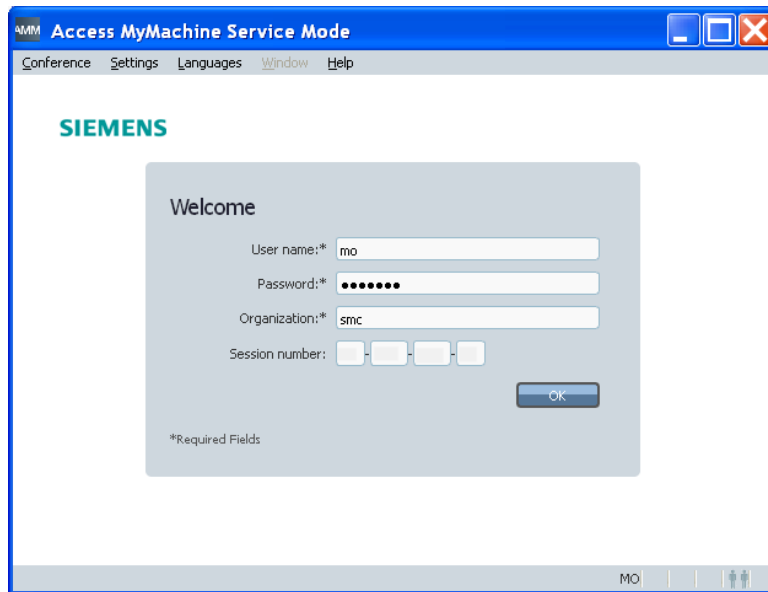 AMM Access MyMachine Service Mode
Conference Settings Languages Window Help
SIEMENS
Welcome
User name:* mo
Password:* ●●●●●●●
Organization:* smc
Session number: - - -
OK
*Required Fields
MO